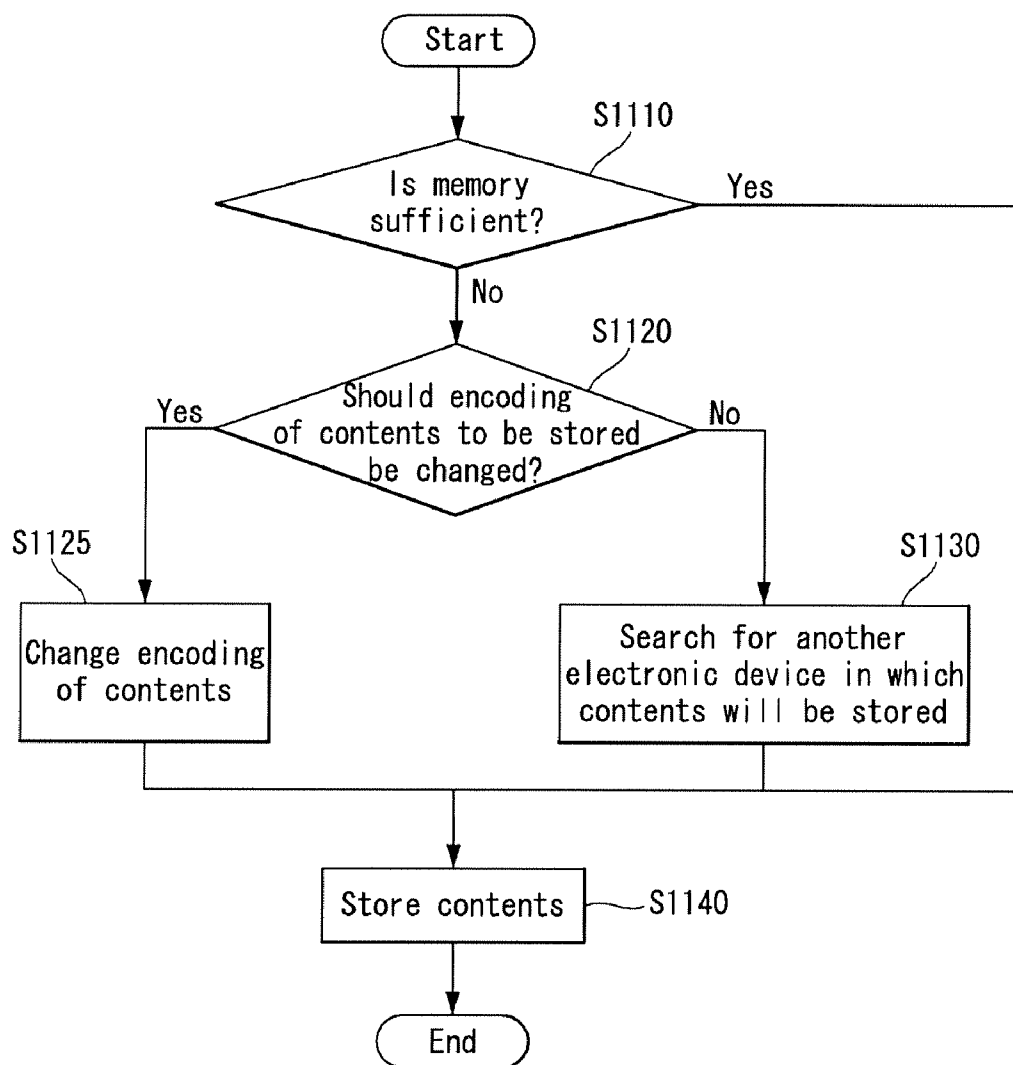 Start
S1110
Is memory
sufficient?
Yes
No
S1120
Should encoding
of contents to be stored
be changed?
Yes
No
S1125
Change encoding
of contents
S1130
Search for another
electronic device in which
contents will be stored
Store contents
S1140
End